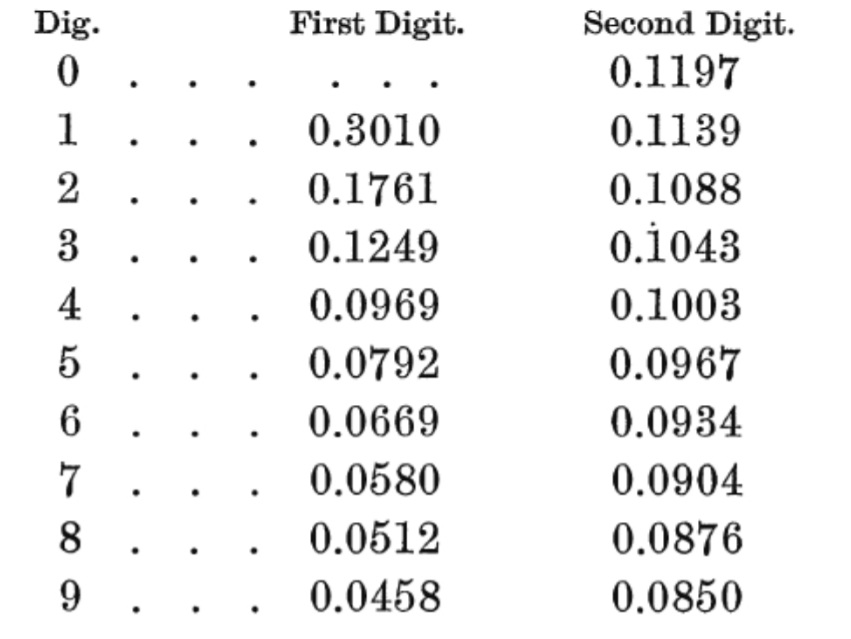 Dig. First Digit. Second Digit.
0 . . . . . . 0.1197
1 . . . 0.3010 0.1139
2 . . . 0.1761 0.1088
3 . . . 0.1249 0.1043
4 . . . 0.0969 0.1003
5 . . . 0.0792 0.0967
6 . . . 0.0669 0.0934
7 . . . 0.0580 0.0904
8 . . . 0.0512 0.0876
9 . . . 0.0458 0.0850